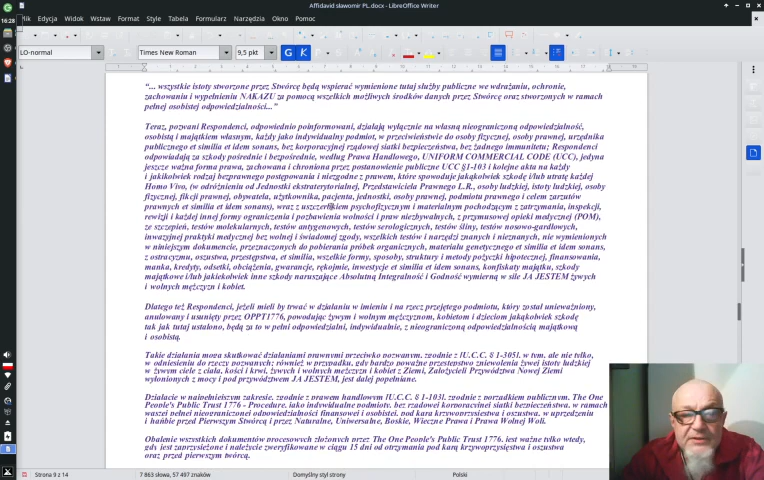 Affidavid sławomir PL.docx - LibreOffice Writer
16:28
Plik Edycja Widok Wstaw Format Style Tabela Formularz Narzędzia Okno Pomoc
LO-normal
Times New Roman
9,5 pkt
G K
“... wszystkie istoty stworzone przez Stwórcę będą wspierać wymienione tutaj służby publiczne we wdrażaniu, ochronie,
zachowaniu i wypełnieniu NAKAZU za pomocą wszelkich możliwych środków danych przez Stwórcę oraz stworzonych w ramach
pełnej osobistej odpowiedzialności...”
Teraz, pozwani Respondenci, odpowiednio poinformowani, działają wyłącznie na własną nieograniczoną odpowiedzialność,
osobistą i majątkiem własnym, każdy jako indywidualny podmiot, w przeciwieństwie do osoby fizycznej, osoby prawnej, urzędnika
publicznego et similia et idem sonans, bez korporacyjnej rządowej siatki bezpieczeństwa, bez żadnego immunitetu; Respondenci
odpowiadają za szkody pośrednie i bezpośrednie, według Prawa Handlowego, UNIFORM COMMERCIAL CODE (UCC), jedyna
jeszcze ważna forma prawa, zachowana i chroniona przez postanowienie publiczne UCC §1-103 i kolejne akta na każdy
i jakikolwiek rodzaj bezprawnego postępowania i niezgodne z prawem, które spowoduje jakąkolwiek szkodę lub/i utratę każdej
Homo Vivo, (w odróżnieniu od Jednostki eksterytorialnej, Przedstawiciela Prawnego L.R., osoby ludzkiej, istoty ludzkiej, osoby
fizycznej, fikcji prawnej, obywatela, użytkownika, pacjenta, jednostki, osoby prawnej, podmiotu prawnego i celem zarzutów
prawnych et similia et idem sonans), wraz z uszczerbkiem psychofizycznym i materialnym pochodzącym z zatrzymania, inspekcji,
rewizji i każdej innej formy ograniczenia i pozbawienia wolności i praw niezbywalnych, z przymusowej opieki medycznej (POM),
ze szczepień, testów molekularnych, testów antygenowych, testów serologicznych, testów śliny, testów nosowo-gardłowych,
inwazyjnej praktyki medycznej bez wolnej i świadomej zgody, wszelkich testów i narzędzi znanych i nieznanych, nie wymienionych
w niniejszym dokumencie, przeznaczonych do pobierania próbek organicznych, materiału genetycznego et similia et idem sonans,
z ostracyzmu, oszustwa, przestępstwa, et similia, wszelkie formy, sposoby, struktury i metody pożyczki hipotecznej, finansowania,
manka, kredyty, odsetki, obciążenia, gwarancje, rękojmie, inwestycje et similia et idem sonans, konfiskaty majątku, szkody
majątkowe i/lub jakiekolwiek inne szkody naruszające Absolutną Integralność i Godność wymierną w sile JA JESTEM żywych
i wolnych mężczyzn i kobiet.
Dlatego też Respondenci, jeżeli mieli by trwać w działaniu w imieniu i na rzecz przejętego podmiotu, który został unieważniony,
anulowany i usunięty przez OPPT1776, powodując żywym i wolnym mężczyznom, kobietom i dzieciom jakąkolwiek szkodę
tak jak tutaj ustalono, będą za to w pełni odpowiedzialni, indywidualnie, z nieograniczoną odpowiedzialnością majątkową
i osobistą.
Takie działania mogą skutkować działaniami prawnymi przeciwko pozwanym, zgodnie z [U.C.C. § 1-305], w tym, ale nie tylko,
w odniesieniu do rzeczy pozwanych; również w przypadku, gdy bardzo poważne przestępstwo zniewolenia żywej istoty ludzkiej
w żywym ciele z ciała, kości i krwi, żywych i wolnych mężczyzn i kobiet z Ziemi, Założycieli Przywództwa Nowej Ziemi
wyłonionych z mocy i pod przywództwem JA JESTEM, jest dalej popełniane.
Działacie w najpełniejszym zakresie, zgodnie z prawem handlowym [U.C.C. § 1-103], zgodnie z porządkiem publicznym. The One
People's Public Trust 1776 - Procedure, jako indywidualne podmioty, bez rządowej korporacyjnej siatki bezpieczeństwa, w ramach
waszej pełnej nieograniczonej odpowiedzialności finansowej i osobistej, pod karą krzywoprzysięstwa i oszustwa, w uprzedzeniu
i hańbie przed Pierwszym Stwórcą i przez Naturalne, Uniwersalne, Boskie, Wieczne Prawa i Prawa Wolnej Woli.
Obalenie wszystkich dokumentów procesowych złożonych przez The One People's Public Trust 1776, jest ważne tylko wtedy,
gdy jest zaprzysiężone i należycie zweryfikowane w ciągu 15 dni od otrzymania pod karą krzywoprzysięstwa i oszustwa
oraz przed pierwszym twórcą.
Strona 9 z 14
7 863 słowa, 57 497 znaków
Domyślny styl strony
Polski